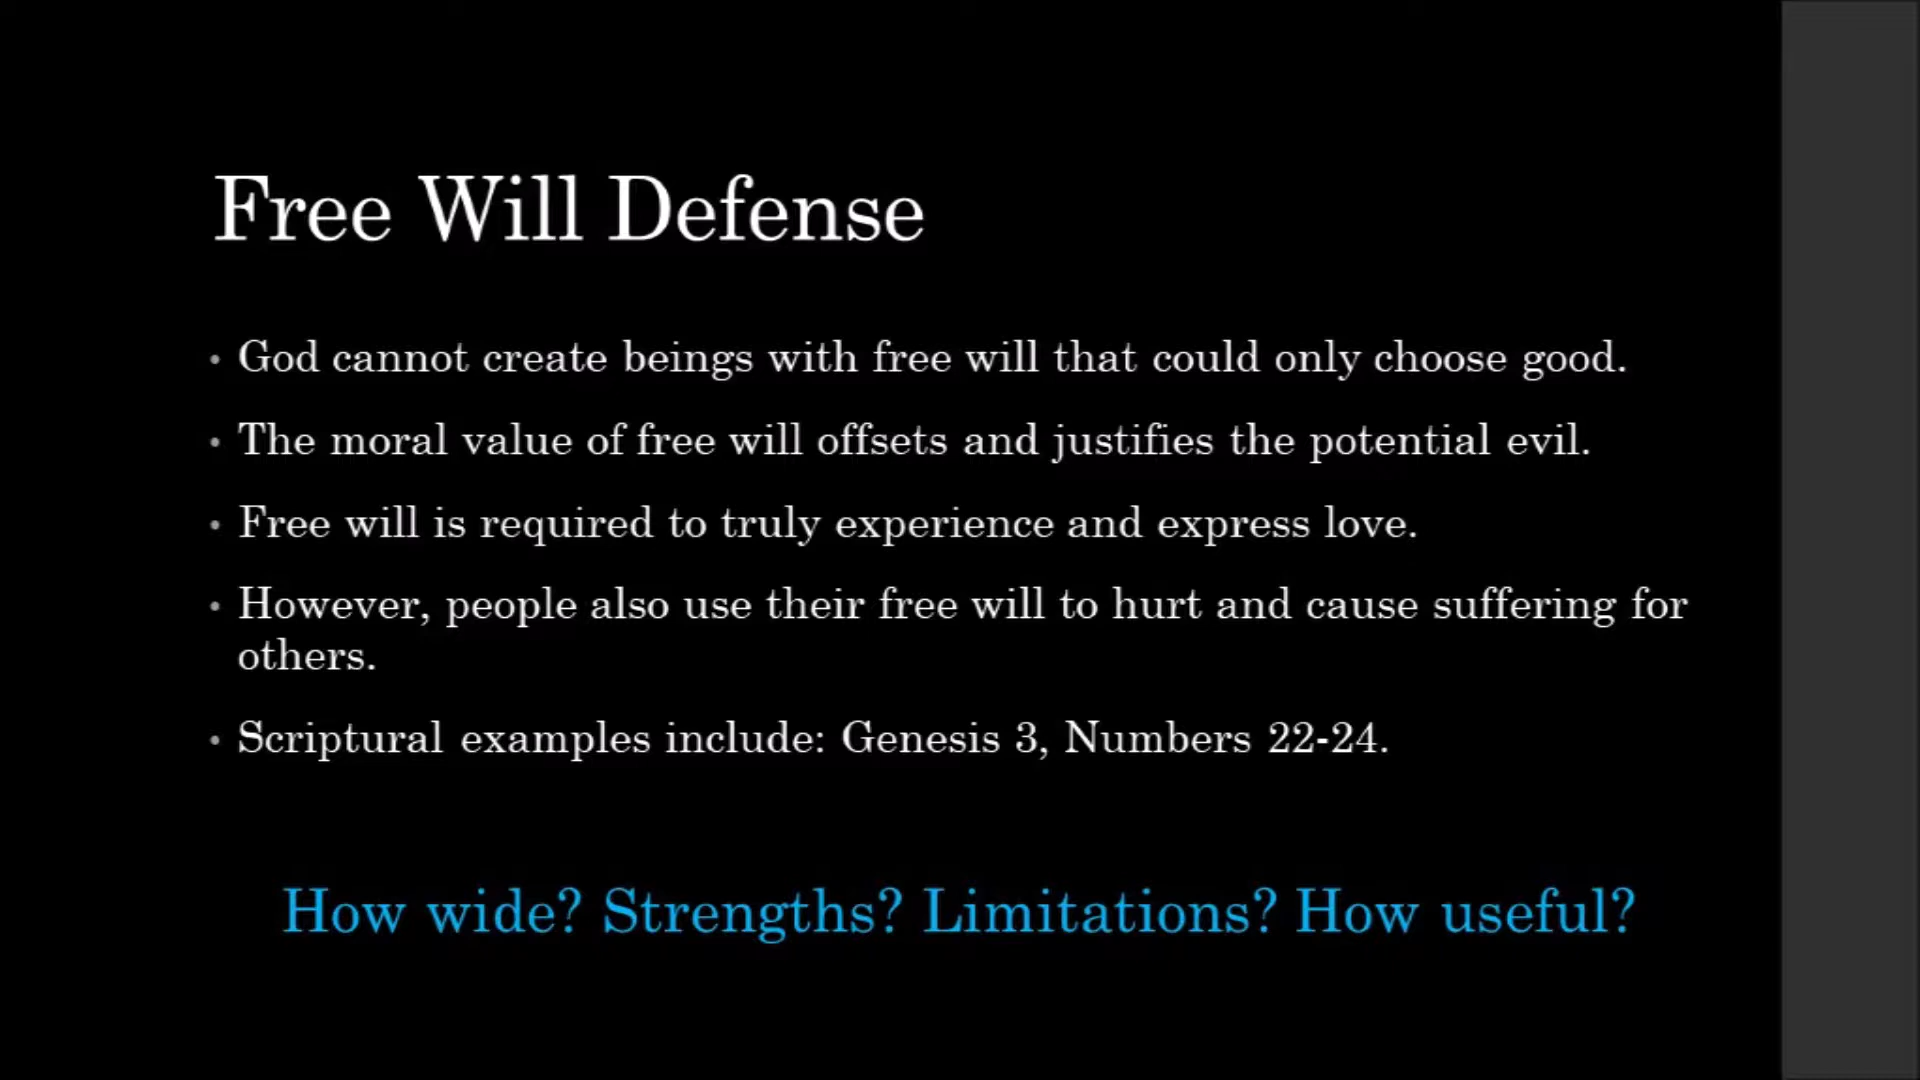 Free Will Defense
• God cannot create beings with free will that could only choose good.
• The moral value of free will offsets and justifies the potential evil.
• Free will is required to truly experience and express love.
• However, people also use their free will to hurt and cause suffering for
others.
• Scriptural examples include: Genesis 3, Numbers 22-24.
How wide? Strengths? Limitations? How useful?